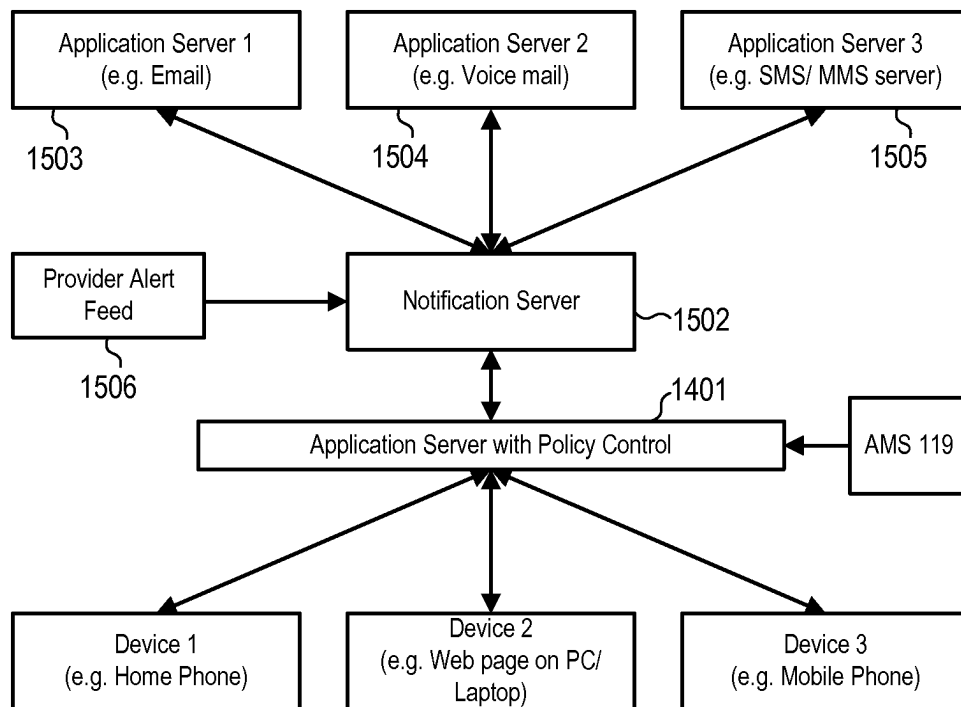 Application Server 1
(e.g. Email)
Application Server 2
(e.g. Voice mail)
Application Server 3
(e.g. SMS/ MMS server)
1503
1504
1505
Provider Alert
Feed
Notification Server
1502
1506
1401
Application Server with Policy Control
AMS 119
Device 1
(e.g. Home Phone)
Device 2
(e.g. Web page on PC/
Laptop)
Device 3
(e.g. Mobile Phone)